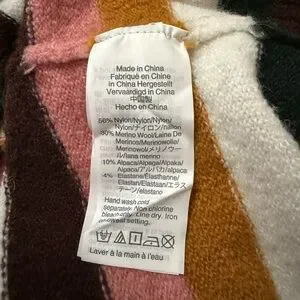 Made in China
Fabriqué en Chine
in China Hergestellt
Vervaardigd in China
中国製
Hecho en China
56% Nylon/Nylon/Nylon/
Nylon/Nylon/ナイロン/nailon
30% Merino Wool/Laine De
Merinos/Merinowolle/
Merinowol/メリノウー
ル/lana merino
10% Alpaca/Alpaga/Alpaka/
Alpaca/アルパカ/alpaca
4% Elastane/Elasthanne/
Elastan/Elastaan/エラス
テーン/elastano
Hand wash cold
separately. Non chlorine
bleach only. Line dry. Iron
on lowest setting.
Laver à la main à l'eau